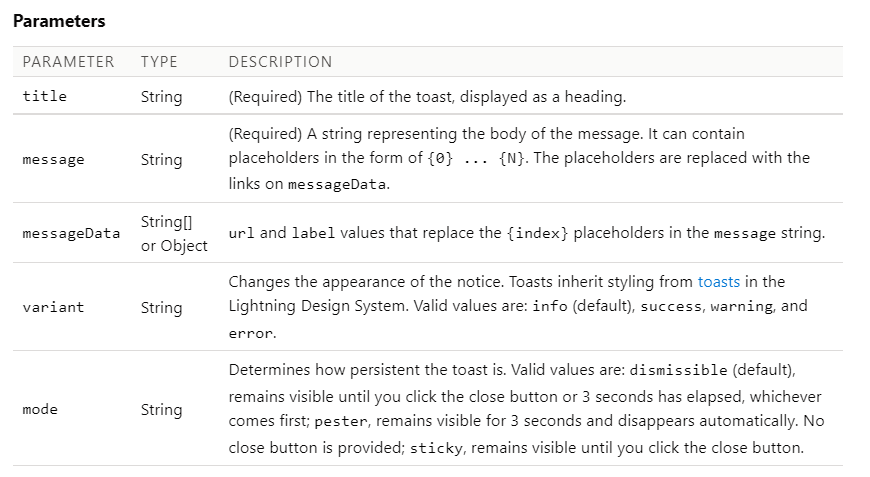 Parameters
PARAMETER TYPE DESCRIPTION
title String (Required) The title of the toast, displayed as a heading.
message String (Required) A string representing the body of the message. It can contain
placeholders in the form of {0} ... {N}. The placeholders are replaced with the
links on messageData.
messageData String[]
or Object
url and label values that replace the {index} placeholders in the message string.
variant String Changes the appearance of the notice. Toasts inherit styling from toasts in the
Lightning Design System. Valid values are: info (default), success, warning, and
error.
mode String Determines how persistent the toast is. Valid values are: dismissible (default),
remains visible until you click the close button or 3 seconds has elapsed, whichever
comes first; pester, remains visible for 3 seconds and disappears automatically. No
close button is provided; sticky, remains visible until you click the close button.